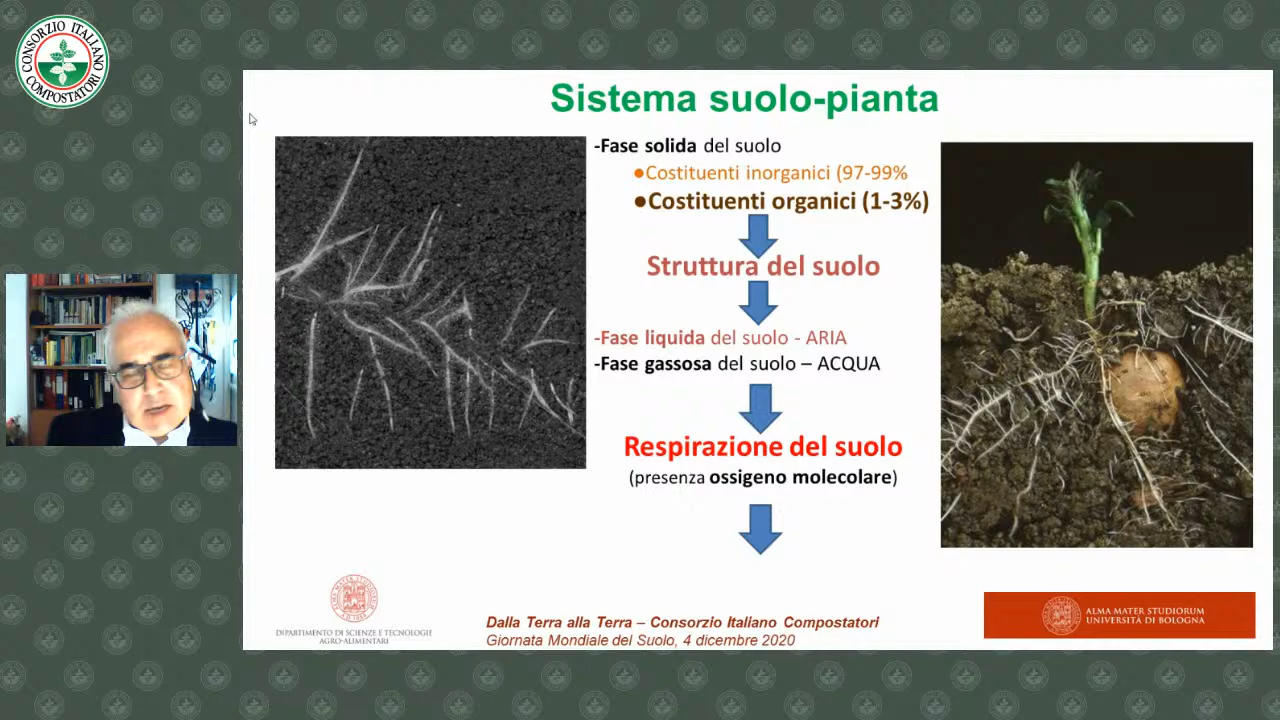 CONSORZIO ITALIANO
COMPOSTATORI
Sistema suolo-pianta
-Fase solida del suolo
●Costituenti inorganici (97-99%
●Costituenti organici (1-3%)
Struttura del suolo
-Fase liquida del suolo - ARIA
-Fase gassosa del suolo – ACQUA
Respirazione del suolo
(presenza ossigeno molecolare)
DIPARTIMENTO DI SCIENZE E TECNOLOGIE
AGRO-ALIMENTARI
Dalla Terra alla Terra – Consorzio Italiano Compostatori
Giornata Mondiale del Suolo, 4 dicembre 2020
ALMA MATER STUDIORUM
UNIVERSITÀ DI BOLOGNA